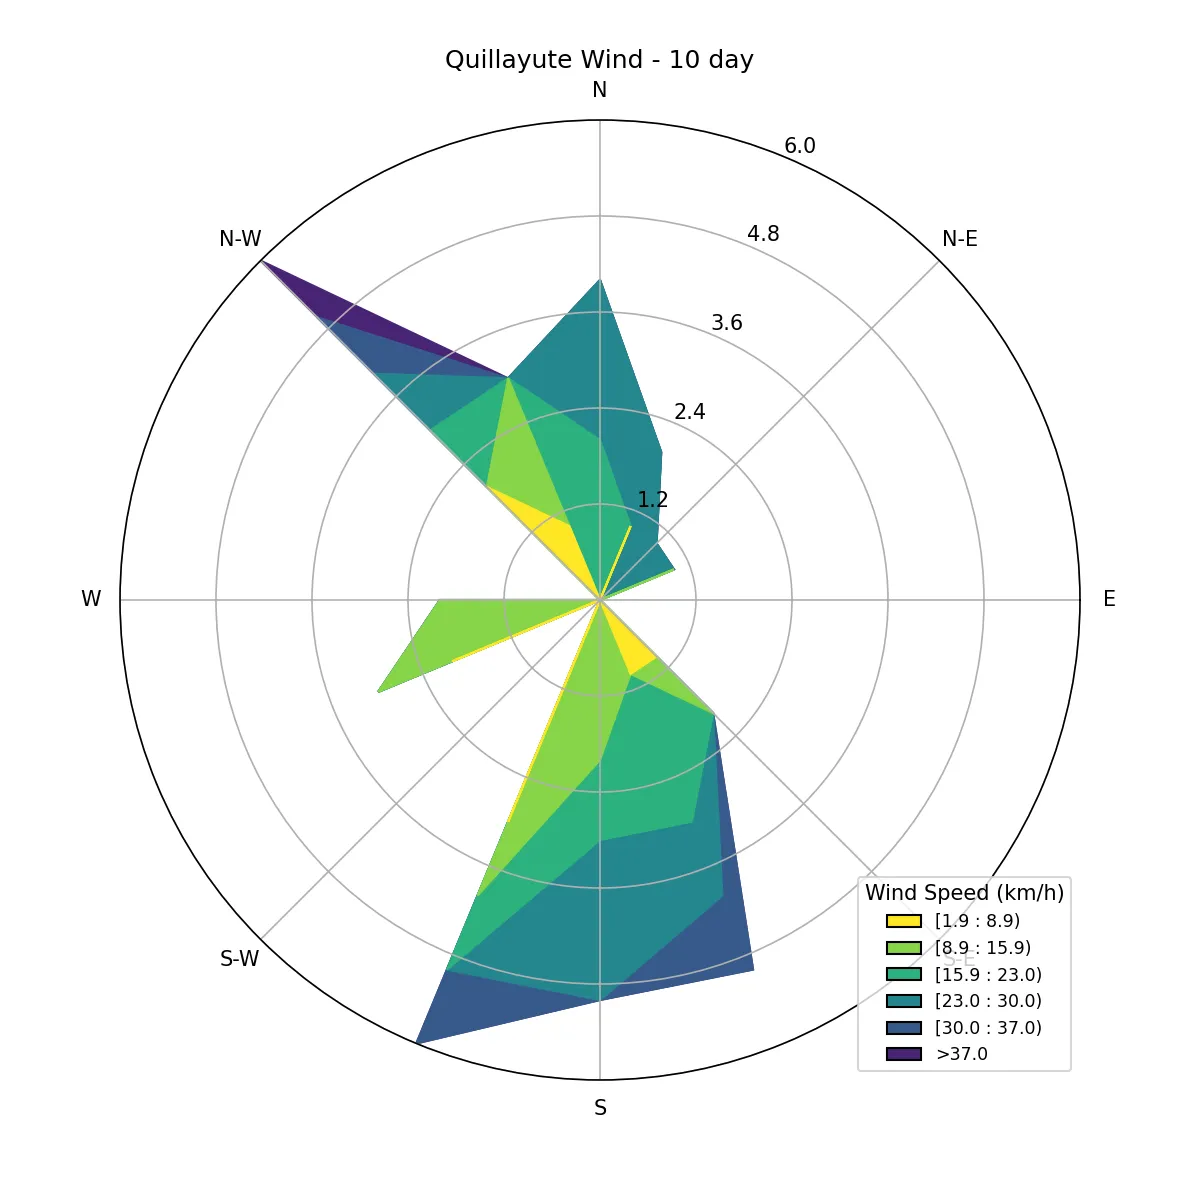 Quillayute Wind - 10 day
N
6.0
N-W
4.8
N-E
3.6
2.4
1.2
W
E
S-W
S-E
S
Wind Speed (km/h)
[1.9 : 8.9)
[8.9 : 15.9)
[15.9 : 23.0)
[23.0 : 30.0)
[30.0 : 37.0)
>37.0